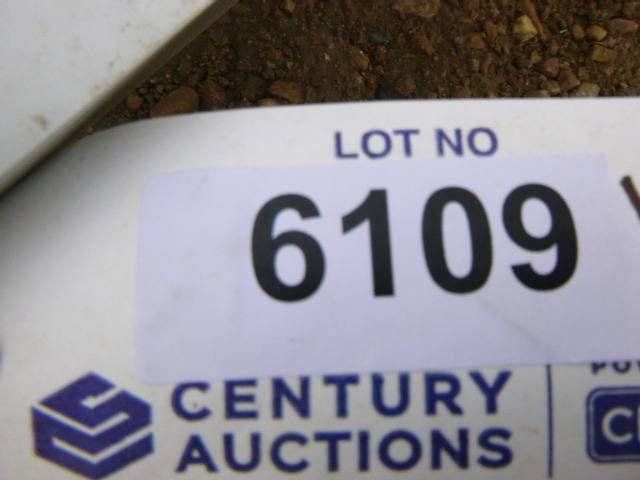 LOT NO
6109
CENTURY
AUCTIONS